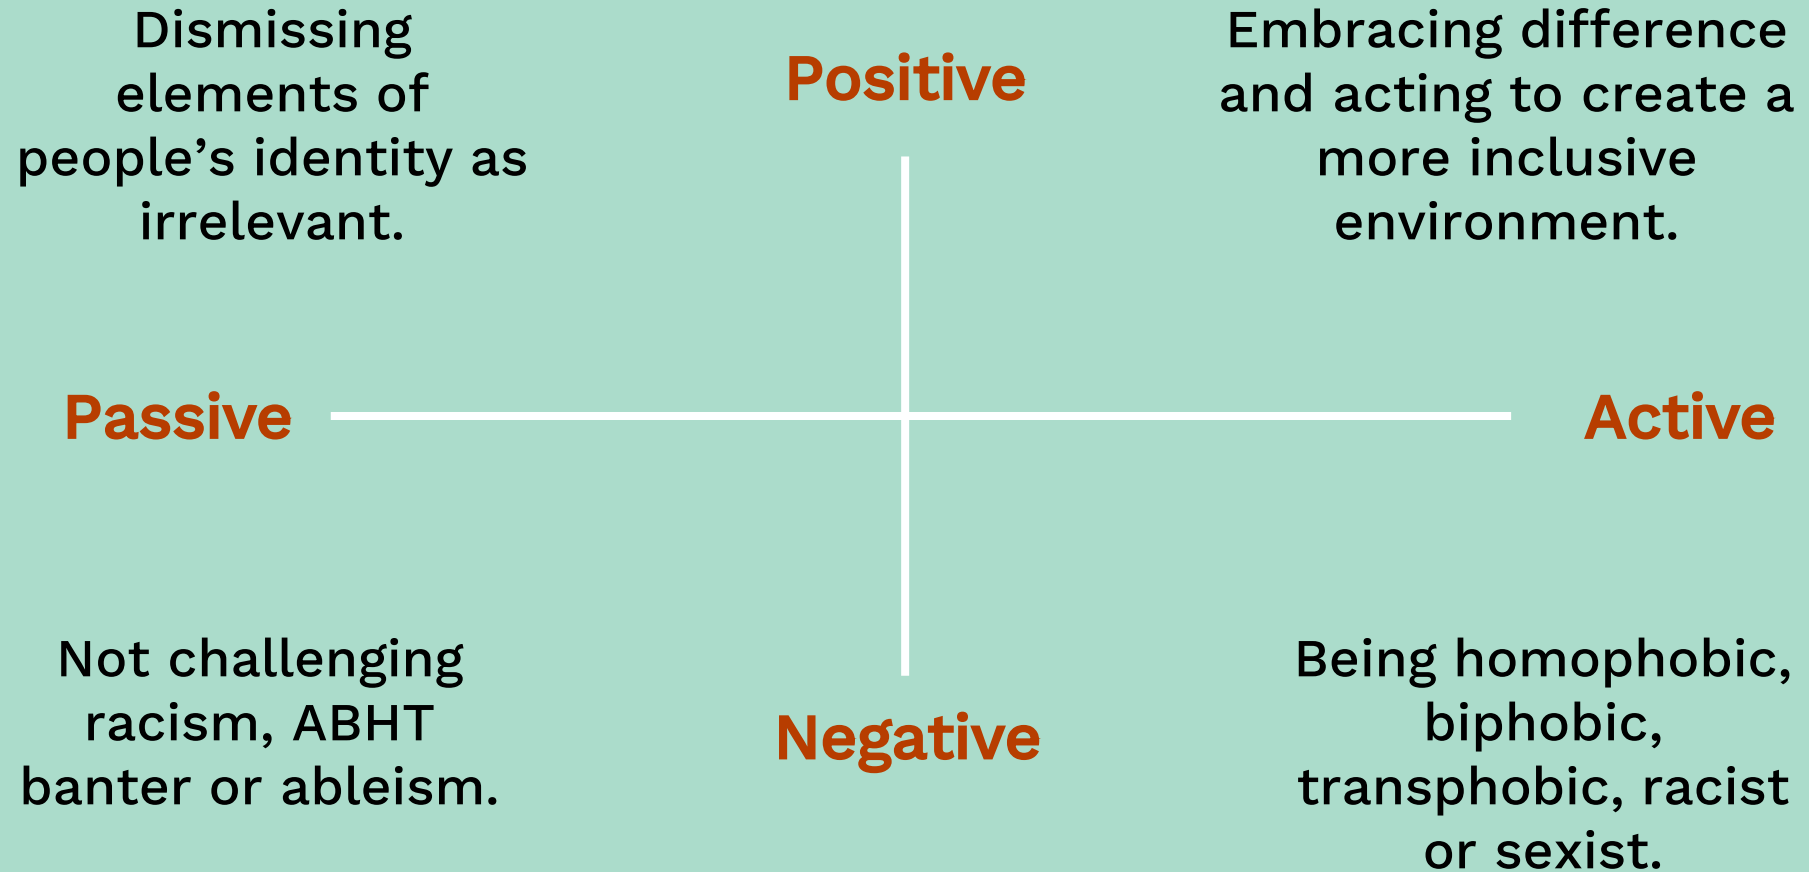 Dismissing
elements of
people’s identity as
irrelevant.
Positive
Embracing difference
and acting to create a
more inclusive
environment.
Passive
Active
Not challenging
racism, ABHT
banter or ableism.
Negative
Being homophobic,
biphobic,
transphobic, racist
or sexist.